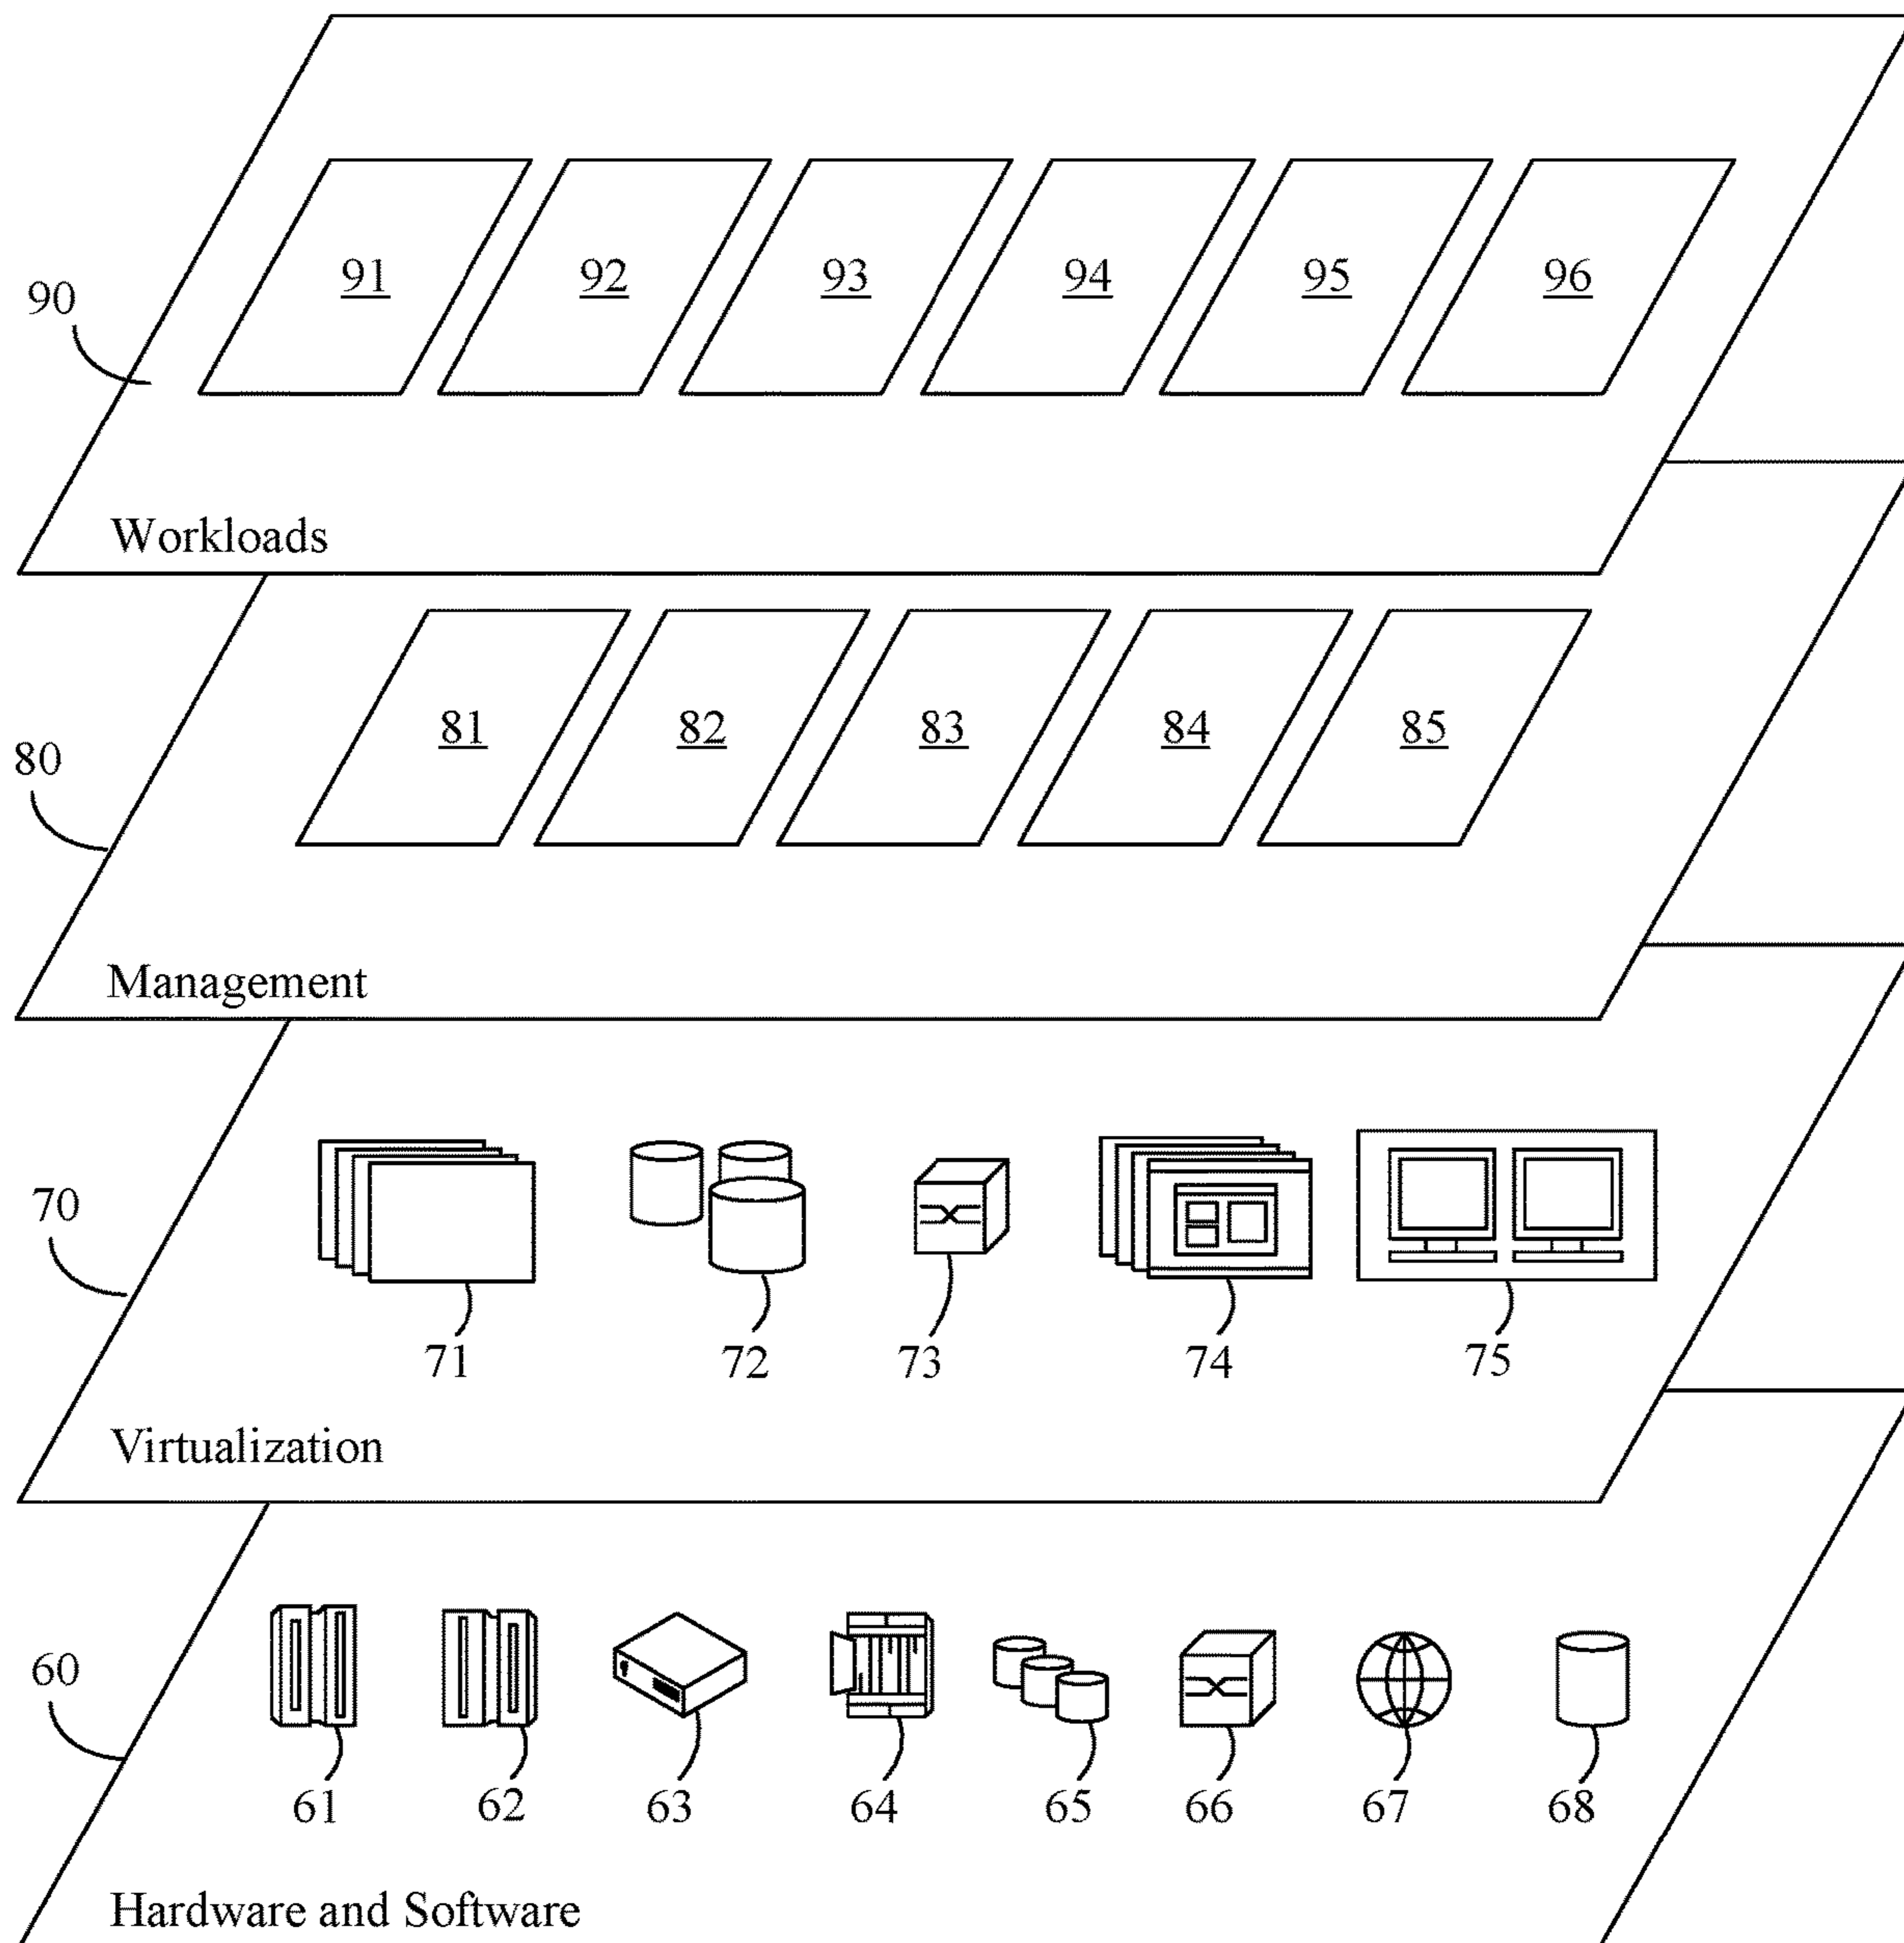 91 92 93 94 95 96
90
Workloads
81 82 83 84 85
80
Management
70
71 72 73 74 75
Virtualization
60
61 62 63 64 65 66 67 68
Hardware and Software